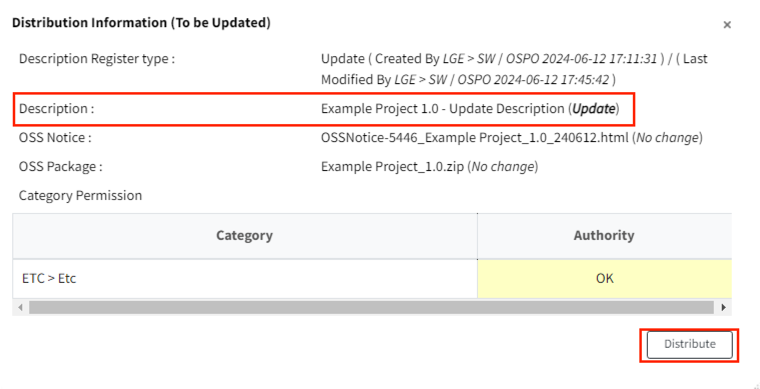 Distribution Information (To be Updated)
×
Description Register type :
Update ( Created By LGE > SW / OSPO 2024-06-12 17:11:31 ) / ( Last
Modified By LGE > SW / OSPO 2024-06-12 17:45:42 )
Description :
Example Project 1.0 - Update Description (Update)
OSS Notice :
OSSNotice-5446_Example Project_1.0_240612.html (No change)
OSS Package :
Example Project_1.0.zip (No change)
Category Permission
Category
Authority
ETC > Etc
OK
Distribute